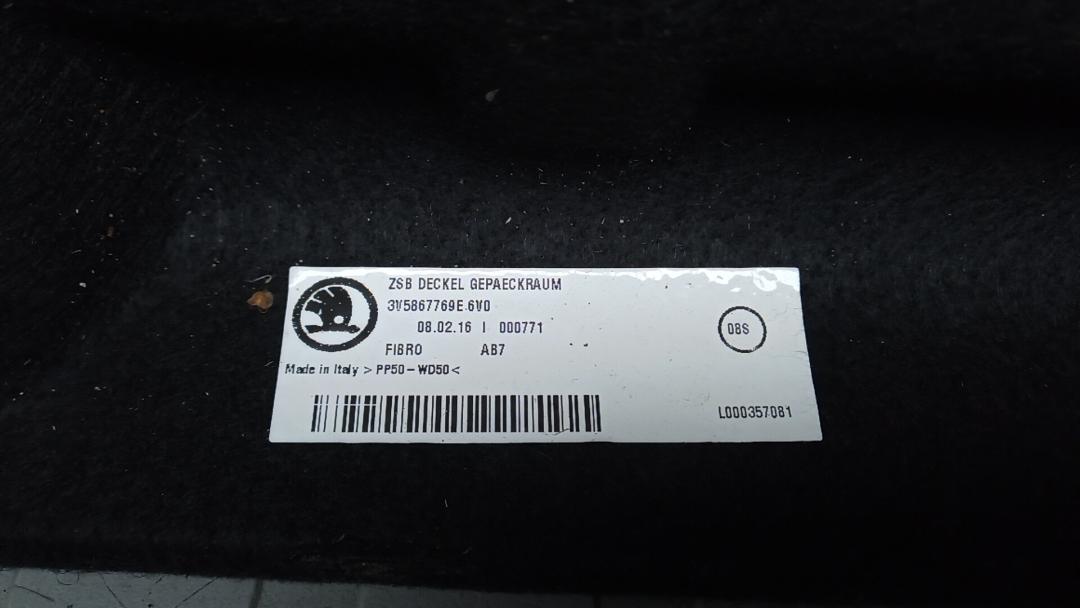 ZSB DECKEL GEPAECKRAUM
3V5867769E 6V0
08.02.16 I 000771
08S
FIBRO AB7
Made in Italy >PP50-WD50<
L000357081